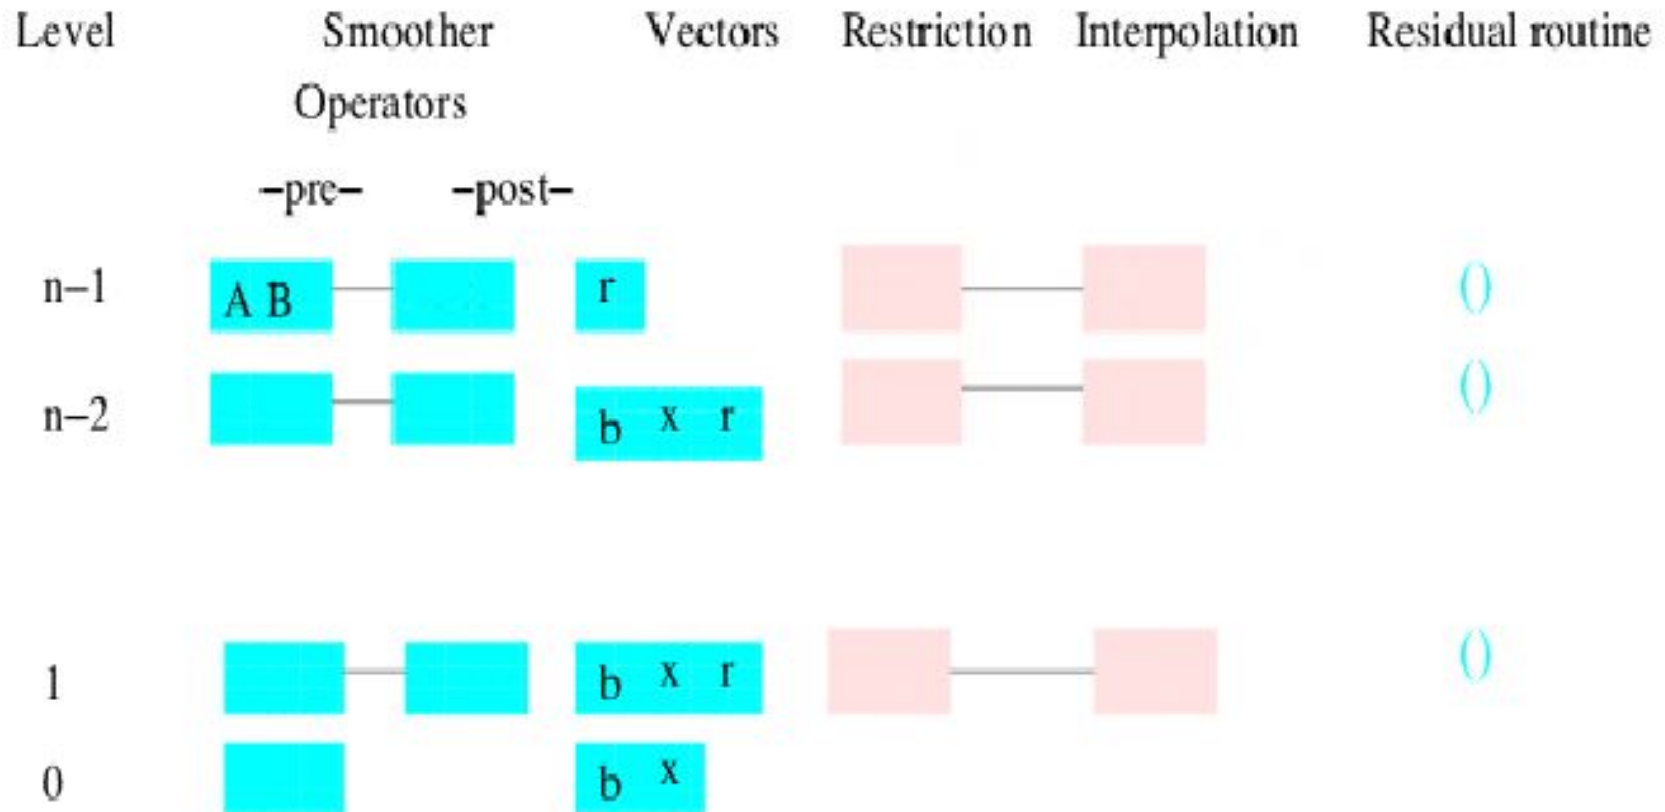 Level Smoother Vectors Restriction Interpolation Residual routine
Operators
–pre– –post–
n–1 A B r ()
n–2 b x r ()
1 b x r ()
0 b x